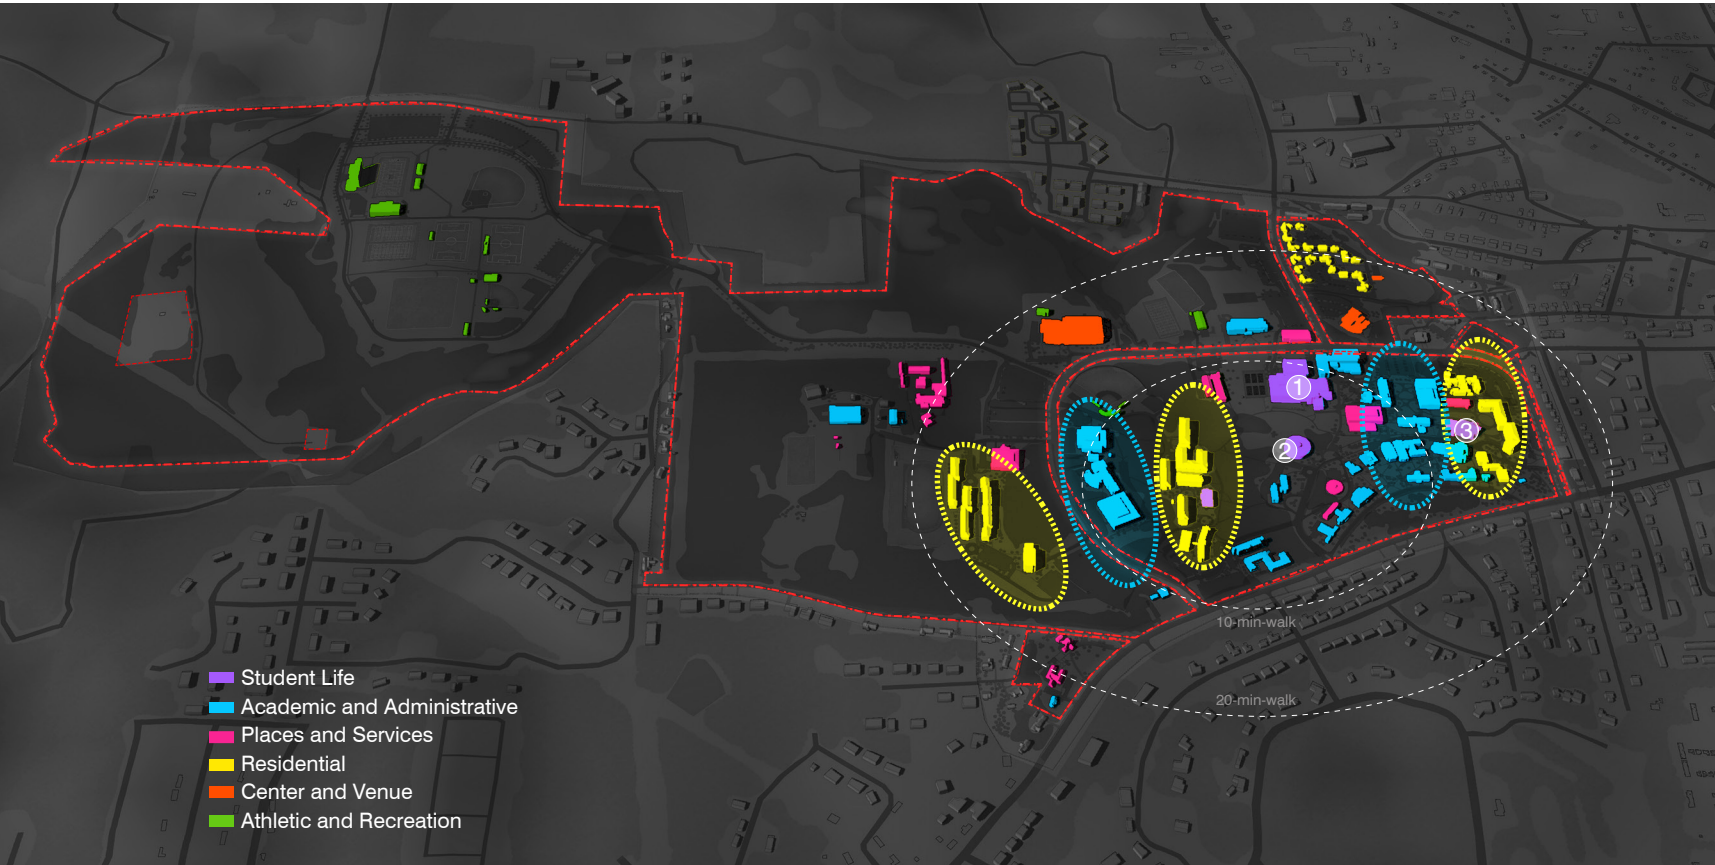 1
2
3
10-min-walk
20-min-walk
Student Life
Academic and Administrative
Places and Services
Residential
Center and Venue
Athletic and Recreation